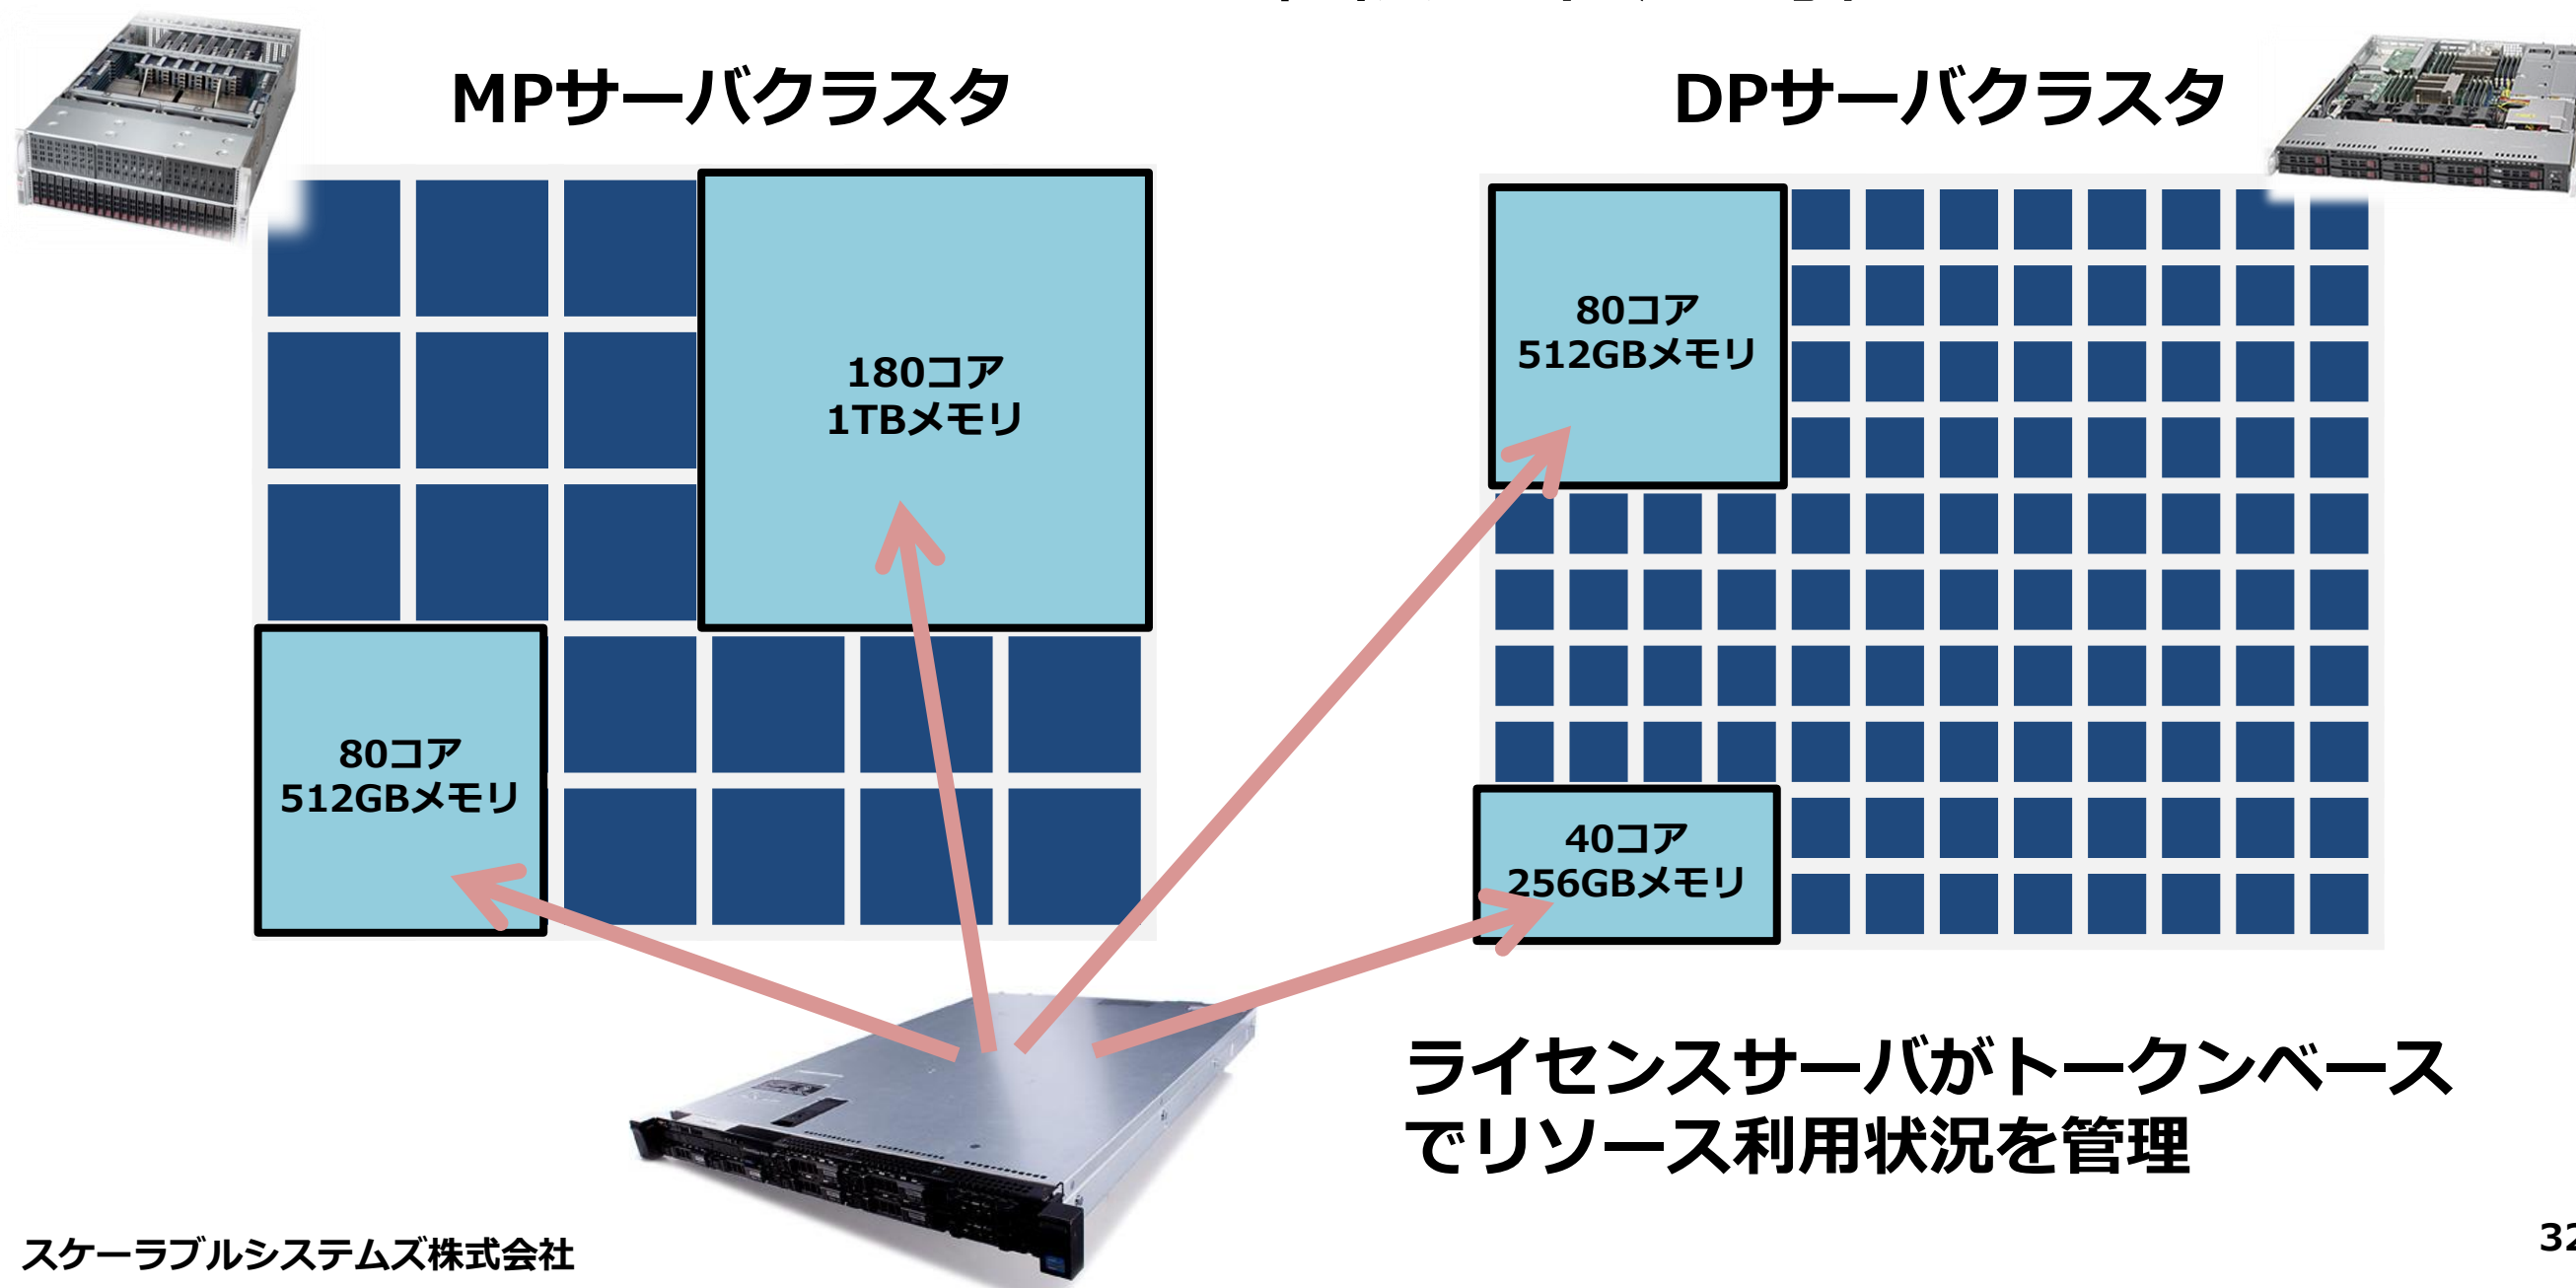 MPサーバクラスタ
DPサーバクラスタ
180コア
1TBメモリ
80コア
512GBメモリ
80コア
512GBメモリ
40コア
256GBメモリ
ライセンスサーバがトークンベース
でリソース利用状況を管理
スケーラブルシステムズ株式会社
32